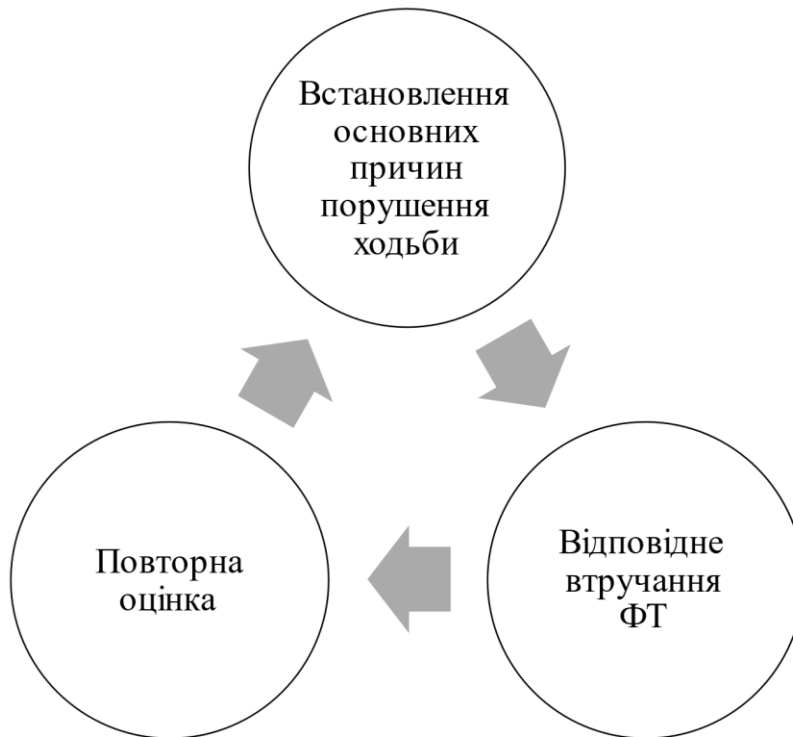 Встановлення
основних
причин
порушення
ходьби
Відповідне
втручання
ФТ
Повторна
оцінка